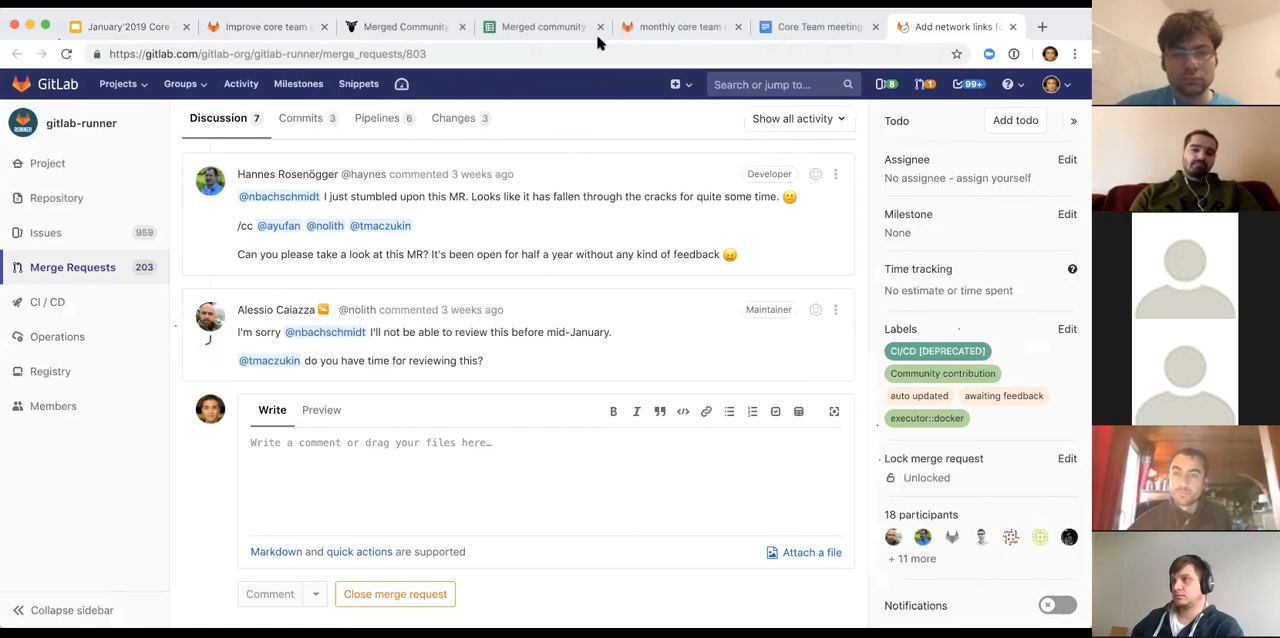 January'2019 Core
Improve core team
Merged Community
Merged community
monthly core team
Core Team meeting
Add network links for
https://gitlab.com/gitlab-org/gitlab-runner/merge_requests/803
GitLab
Projects
Groups
Activity
Milestones
Snippets
Search or jump to...
8
1
99+
gitlab-runner
Project
Repository
Issues 959
Merge Requests 203
CI / CD
Operations
Registry
Members
Collapse sidebar
Discussion 7
Commits 3
Pipelines 6
Changes 3
Show all activity
Hannes Rosenögger @haynes commented 3 weeks ago
Developer
@nbachschmidt I just stumbled upon this MR. Looks like it has fallen through the cracks for quite some time.
/cc @ayufan @nolith @tmaczukin
Can you please take a look at this MR? It's been open for half a year without any kind of feedback
Alessio Caiazza @nolith commented 3 weeks ago
Maintainer
I'm sorry @nbachschmidt I'll not be able to review this before mid-January.
@tmaczukin do you have time for reviewing this?
Write
Preview
Write a comment or drag your files here...
Markdown and quick actions are supported
Attach a file
Comment
Close merge request
Todo
Add todo
Assignee
Edit
No assignee - assign yourself
Milestone
Edit
None
Time tracking
No estimate or time spent
Labels
Edit
CI/CD [DEPRECATED]
Community contribution
auto updated
awaiting feedback
executor::docker
Lock merge request
Edit
Unlocked
18 participants
+ 11 more
Notifications